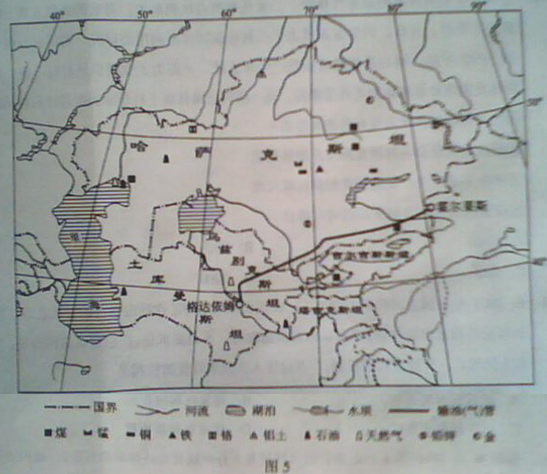 40° 50° 60° 70° 80° 90°
哈 萨 克 斯 坦
霍尔果斯
里
海
乌
兹
别
克
斯
坦
吉尔吉斯斯坦
土
库
曼
斯
坦
格达依姆
塔吉克斯坦
国界 河流 湖泊 水坝 输油(气)管
煤 锰 铜 铁 铬 铝土 石油 天然气 铅锌 金
图 5